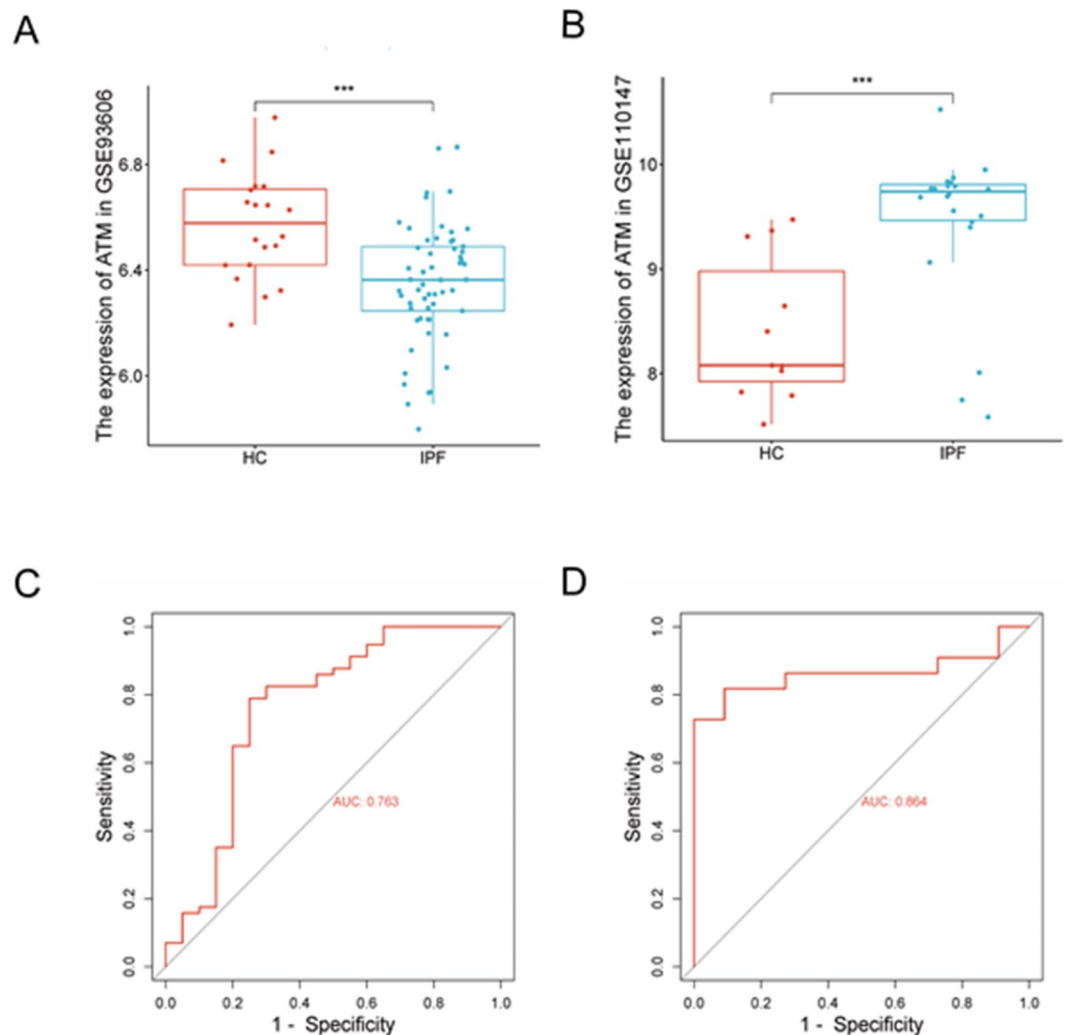 A
The expression of ATM in GSE93606
6.8
6.4
6.0
***
HC
IPF
B
The expression of ATM in GSE110147
10
9
8
***
HC
IPF
C
Sensitivity
1.0
0.8
0.6
0.4
0.2
0.0
AUC: 0.763
0.0 0.2 0.4 0.6 0.8 1.0
1 - Specificity
D
Sensitivity
1.0
0.8
0.6
0.4
0.2
0.0
AUC: 0.864
0.0 0.2 0.4 0.6 0.8 1.0
1 - Specificity